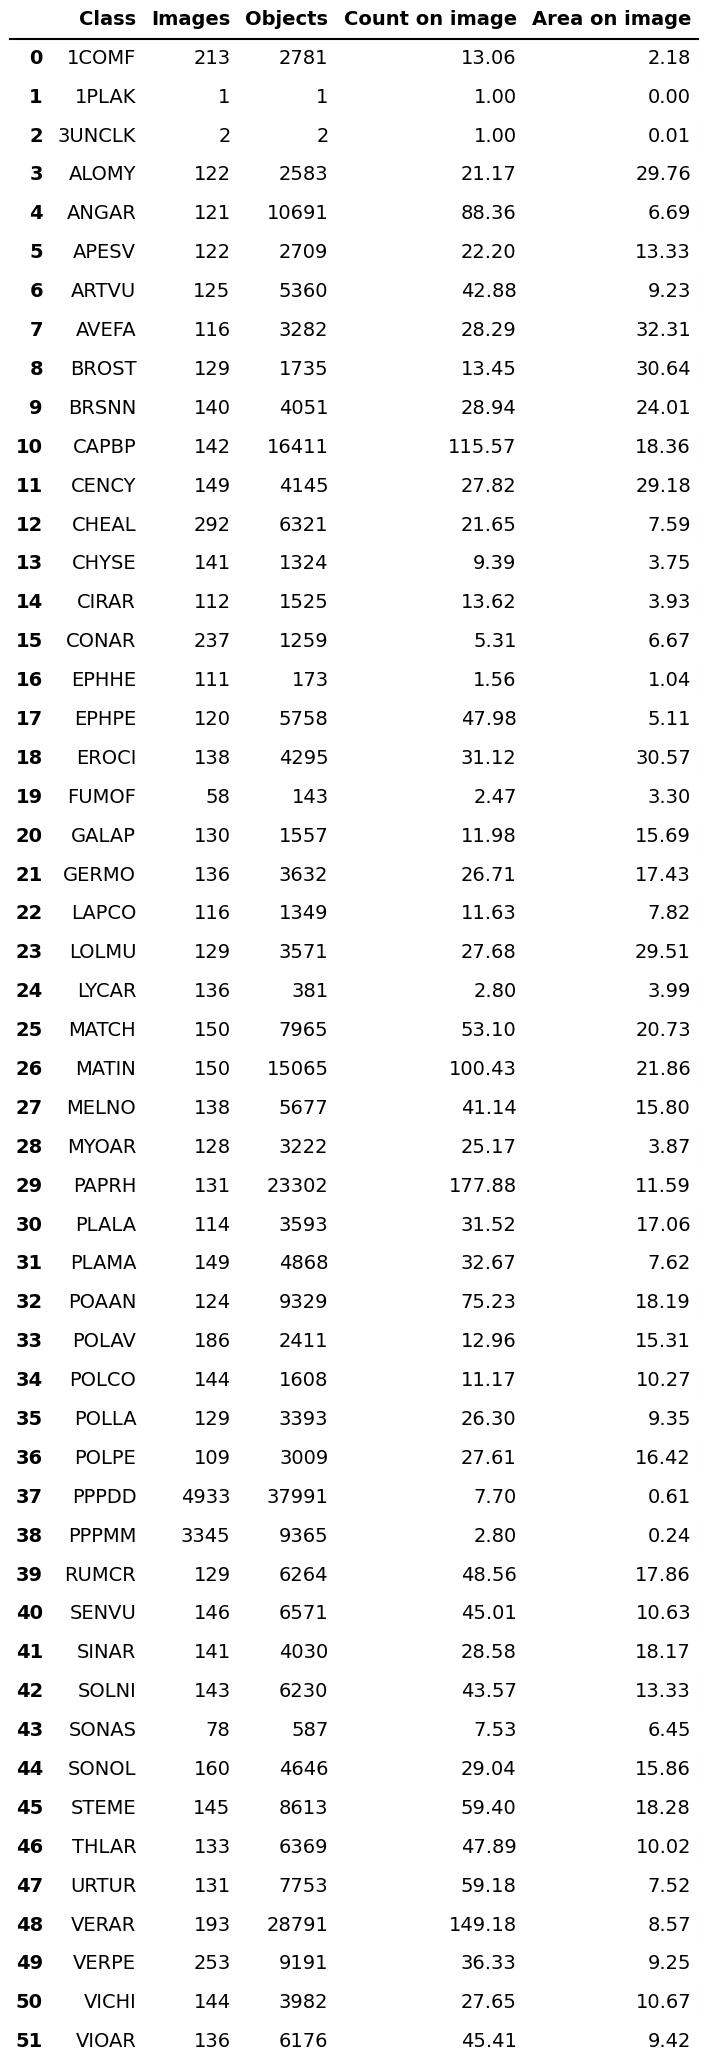 Class Images Objects Count on image Area on image
0 1COMF 213 2781 13.06 2.18
1 1PLAK 1 1 1.00 0.00
2 3UNCLK 2 2 1.00 0.01
3 ALOMY 122 2583 21.17 29.76
4 ANGAR 121 10691 88.36 6.69
5 APESV 122 2709 22.20 13.33
6 ARTVU 125 5360 42.88 9.23
7 AVEFA 116 3282 28.29 32.31
8 BROST 129 1735 13.45 30.64
9 BRSNN 140 4051 28.94 24.01
10 CAPBP 142 16411 115.57 18.36
11 CENCY 149 4145 27.82 29.18
12 CHEAL 292 6321 21.65 7.59
13 CHYSE 141 1324 9.39 3.75
14 CIRAR 112 1525 13.62 3.93
15 CONAR 237 1259 5.31 6.67
16 EPHHE 111 173 1.56 1.04
17 EPHPE 120 5758 47.98 5.11
18 EROCI 138 4295 31.12 30.57
19 FUMOF 58 143 2.47 3.30
20 GALAP 130 1557 11.98 15.69
21 GERMO 136 3632 26.71 17.43
22 LAPCO 116 1349 11.63 7.82
23 LOLMU 129 3571 27.68 29.51
24 LYCAR 136 381 2.80 3.99
25 MATCH 150 7965 53.10 20.73
26 MATIN 150 15065 100.43 21.86
27 MELNO 138 5677 41.14 15.80
28 MYOAR 128 3222 25.17 3.87
29 PAPRH 131 23302 177.88 11.59
30 PLALA 114 3593 31.52 17.06
31 PLAMA 149 4868 32.67 7.62
32 POAAN 124 9329 75.23 18.19
33 POLAV 186 2411 12.96 15.31
34 POLCO 144 1608 11.17 10.27
35 POLLA 129 3393 26.30 9.35
36 POLPE 109 3009 27.61 16.42
37 PPPDD 4933 37991 7.70 0.61
38 PPPMM 3345 9365 2.80 0.24
39 RUMCR 129 6264 48.56 17.86
40 SENVU 146 6571 45.01 10.63
41 SINAR 141 4030 28.58 18.17
42 SOLNI 143 6230 43.57 13.33
43 SONAS 78 587 7.53 6.45
44 SONOL 160 4646 29.04 15.86
45 STEME 145 8613 59.40 18.28
46 THLAR 133 6369 47.89 10.02
47 URTUR 131 7753 59.18 7.52
48 VERAR 193 28791 149.18 8.57
49 VERPE 253 9191 36.33 9.25
50 VICHI 144 3982 27.65 10.67
51 VIOAR 136 6176 45.41 9.42